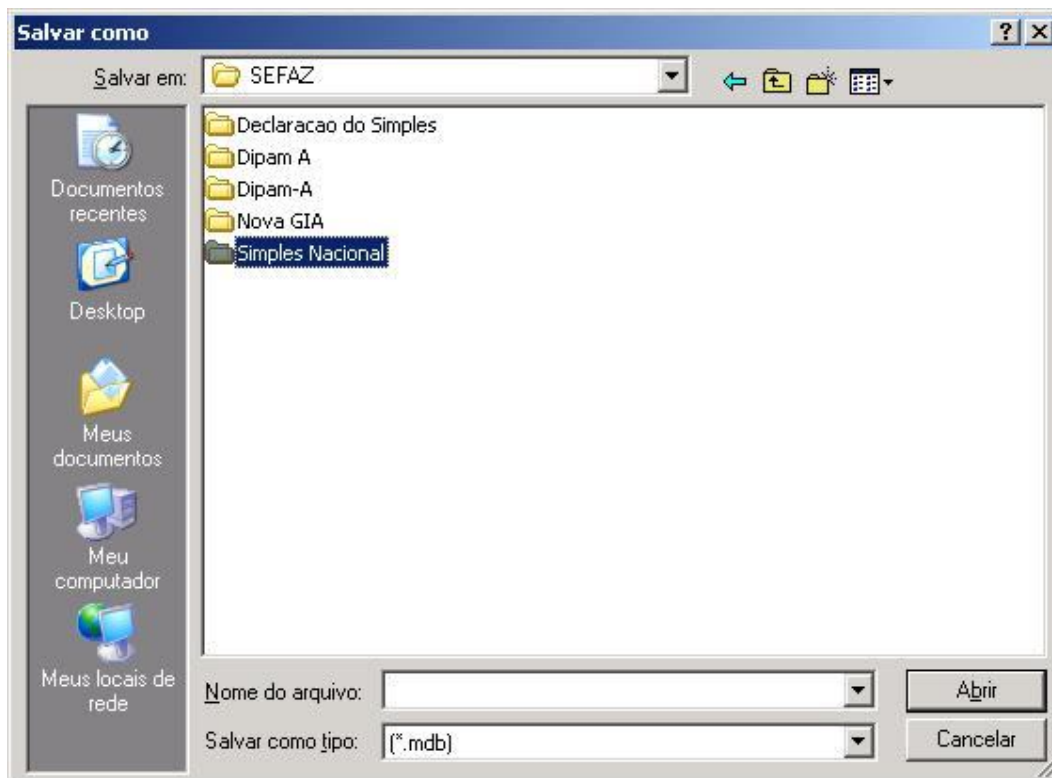 Salvar como
Salvar em:
SEFAZ
Declaracao do Simples
Dipam A
Dipam-A
Nova GIA
Simples Nacional
Documentos
recentes
Desktop
Meus
documentos
Meu
computador
Meus locais de
rede
Nome do arquivo:
Abrir
Salvar como tipo:
(*.mdb)
Cancelar